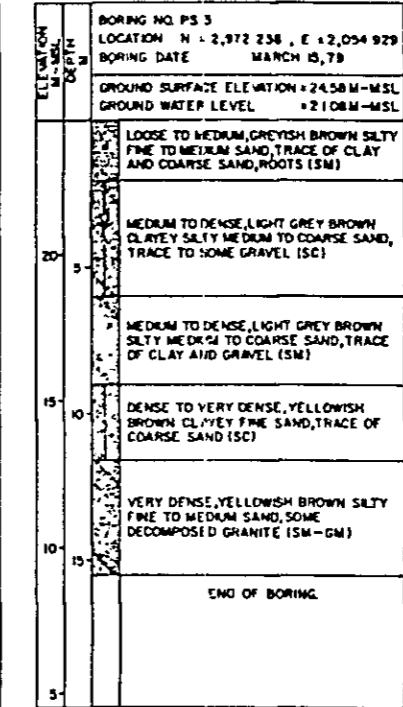 ELEVATION
M-MSL
DEPTH
M
BORING NO. PS 3
LOCATION N = 2,972 238 , E = 2,054 929
BORING DATE MARCH 15, 79
GROUND SURFACE ELEVATION = 24.58 M-MSL
GROUND WATER LEVEL = 21.08 M-MSL
LOOSE TO MEDIUM, GREYISH BROWN SILTY
FINE TO MEDIUM SAND, TRACE OF CLAY
AND COARSE SAND, ROOTS (SM)
MEDIUM TO DENSE, LIGHT GREY BROWN
CLAYEY SILTY MEDIUM TO COARSE SAND,
TRACE TO SOME GRAVEL (SC)
20
5
MEDIUM TO DENSE, LIGHT GREY BROWN
SILTY MEDIUM TO COARSE SAND, TRACE
OF CLAY AND GRAVEL (SM)
15
10
DENSE TO VERY DENSE, YELLOWISH
BROWN CLAYEY FINE SAND, TRACE OF
COARSE SAND (SC)
VERY DENSE, YELLOWISH BROWN SILTY
FINE TO MEDIUM SAND, SOME
DECOMPOSED GRANITE (SM-GM)
10
15
END OF BORING.
5